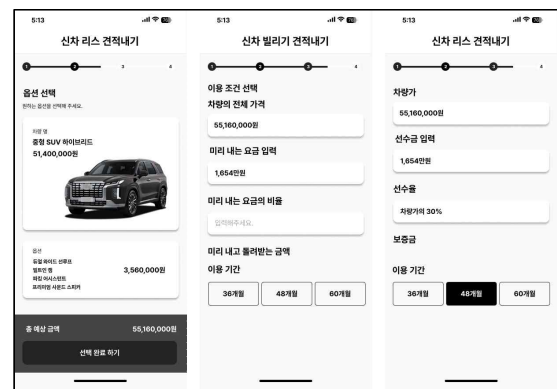 5:13
신차 리스 견적내기
1 2 3 4
옵션 선택
원하는 옵션을 선택해 주세요.
차량 명
중형 SUV 하이브리드
51,400,000원
옵션
듀얼 와이드 선루프
빌트인 캠
파킹 어시스턴트
프리미엄 사운드 스피커
3,560,000원
총 예상 금액
55,160,000원
선택 완료 하기
5:13
신차 빌리기 견적내기
1 2 3 4
이용 조건 선택
차량의 전체 가격
55,160,000원
미리 내는 요금 입력
1,654만원
미리 내는 요금의 비율
입력해주세요.
미리 내고 돌려받는 금액
이용 기간
36개월 48개월 60개월
5:13
신차 리스 견적내기
1 2 3 4
차량가
55,160,000원
선수금 입력
1,654만원
선수율
차량가의 30%
보증금
이용 기간
36개월 48개월 60개월